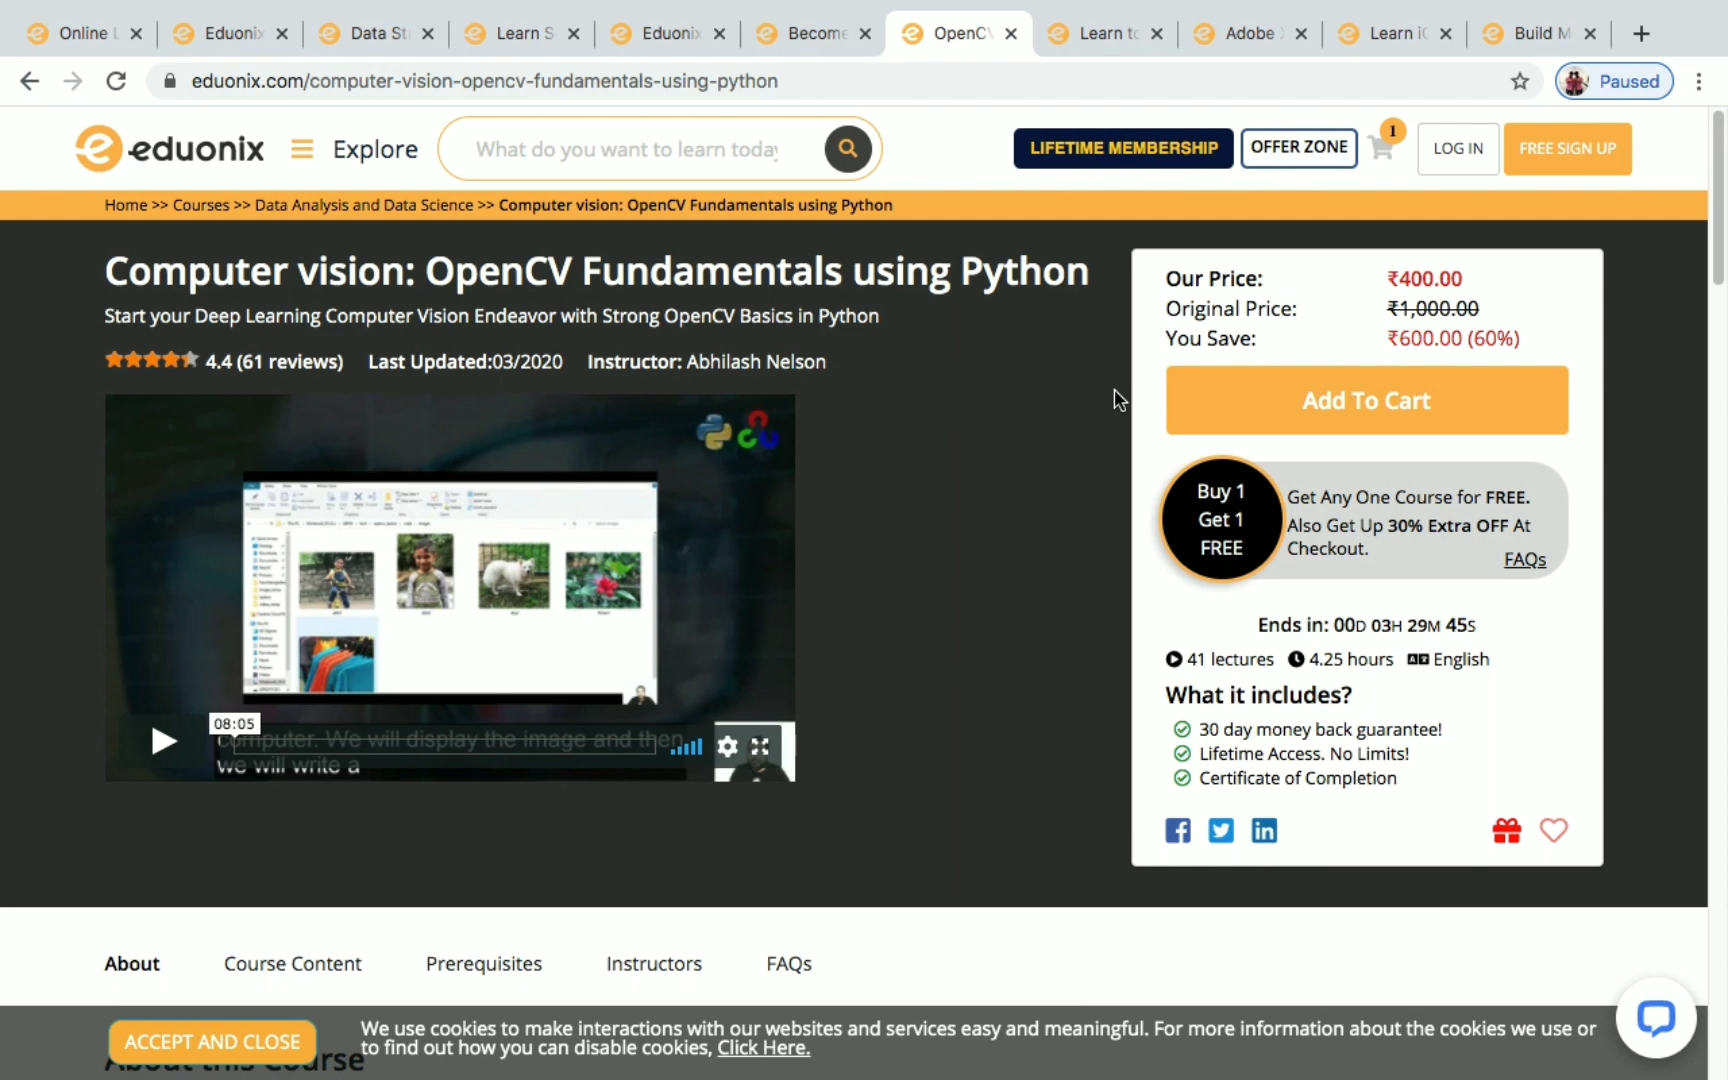 Online L
Eduonix
Data St
Learn S
Eduonix
Become
OpenCV
Learn to
Adobe
Learn iO
Build M
eduonix.com/computer-vision-opencv-fundamentals-using-python
Paused
eduonix
Explore
What do you want to learn today
LIFETIME MEMBERSHIP
OFFER ZONE
1
LOG IN
FREE SIGN UP
Home >> Courses >> Data Analysis and Data Science >> Computer vision: OpenCV Fundamentals using Python
Computer vision: OpenCV Fundamentals using Python
Start your Deep Learning Computer Vision Endeavor with Strong OpenCV Basics in Python
4.4 (61 reviews) Last Updated:03/2020 Instructor: Abhilash Nelson
08:05
computer. We will display the image and then
we will write a
Our Price: ₹400.00
Original Price: ₹1,000.00
You Save: ₹600.00 (60%)
Add To Cart
Buy 1
Get 1
FREE
Get Any One Course for FREE.
Also Get Up 30% Extra OFF At
Checkout.
FAQs
Ends in: 00D 03H 29M 45S
41 lectures 4.25 hours English
What it includes?
30 day money back guarantee!
Lifetime Access. No Limits!
Certificate of Completion
About
Course Content
Prerequisites
Instructors
FAQs
ACCEPT AND CLOSE
We use cookies to make interactions with our websites and services easy and meaningful. For more information about the cookies we use or
to find out how you can disable cookies, Click Here.
About this Course